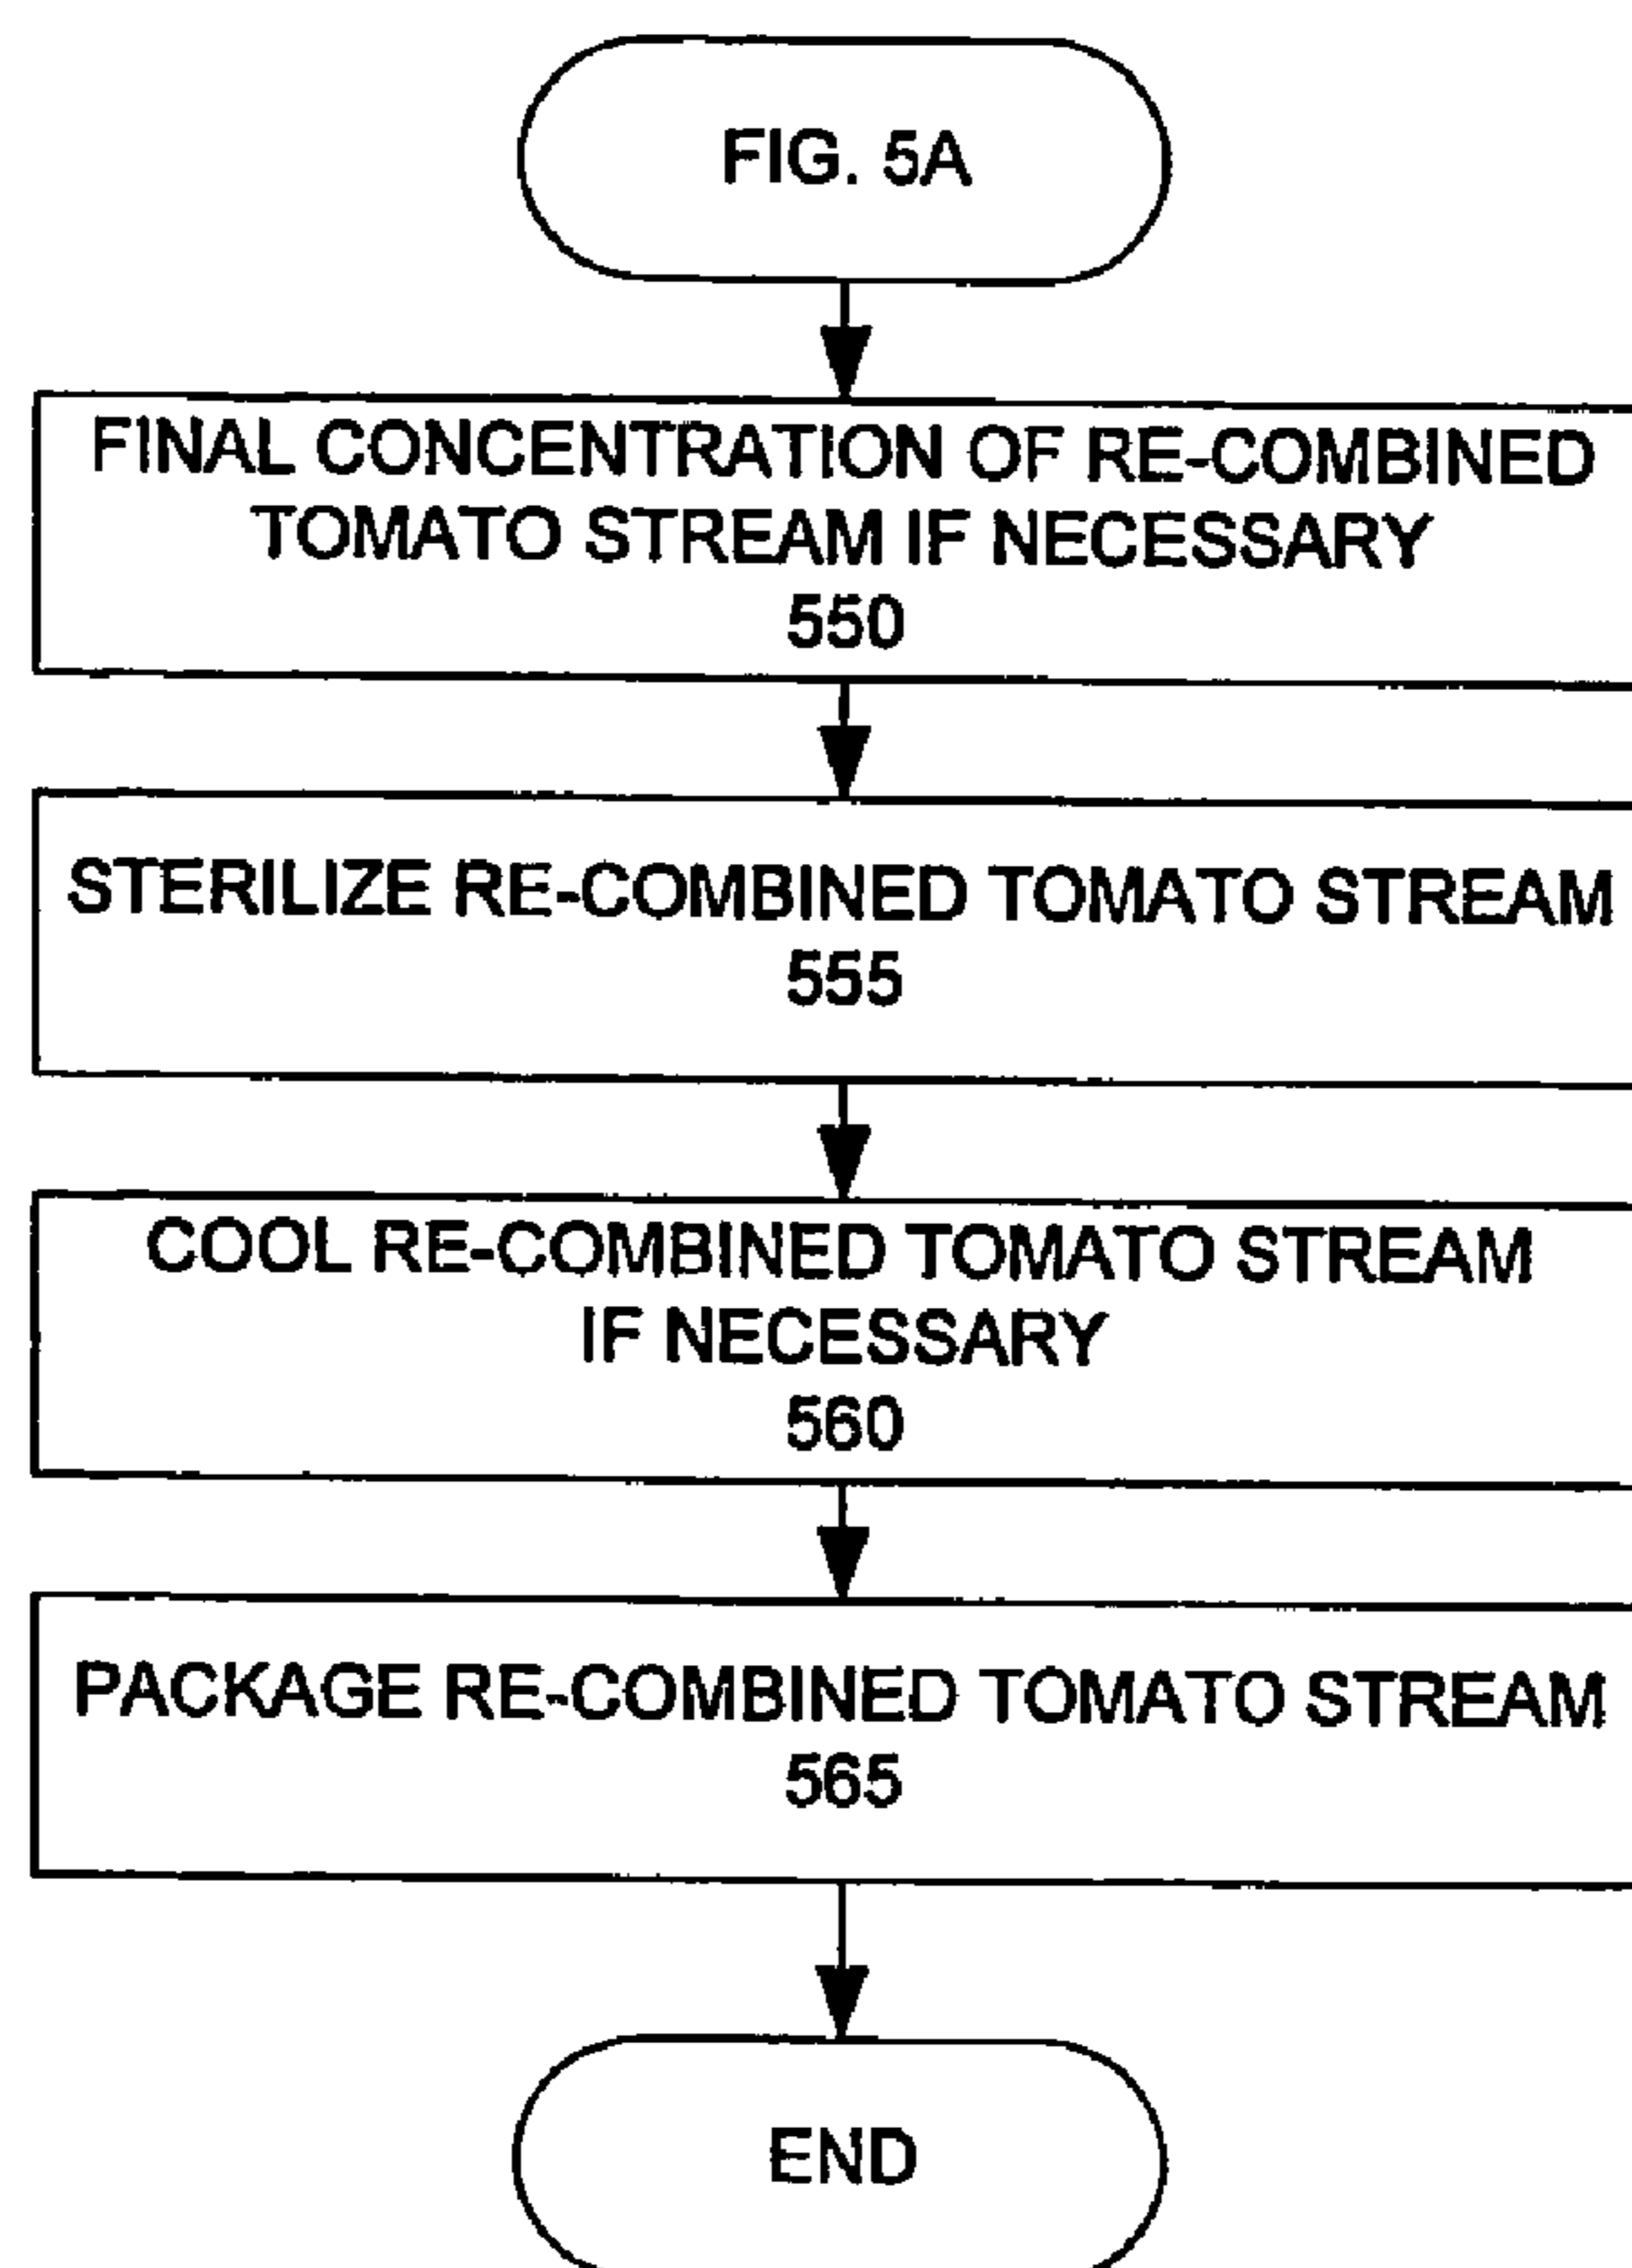 FIG. 5A
FINAL CONCENTRATION OF RE-COMBINED
TOMATO STREAM IF NECESSARY
550
STERILIZE RE-COMBINED TOMATO STREAM
555
COOL RE-COMBINED TOMATO STREAM
IF NECESSARY
560
PACKAGE RE-COMBINED TOMATO STREAM
565
END